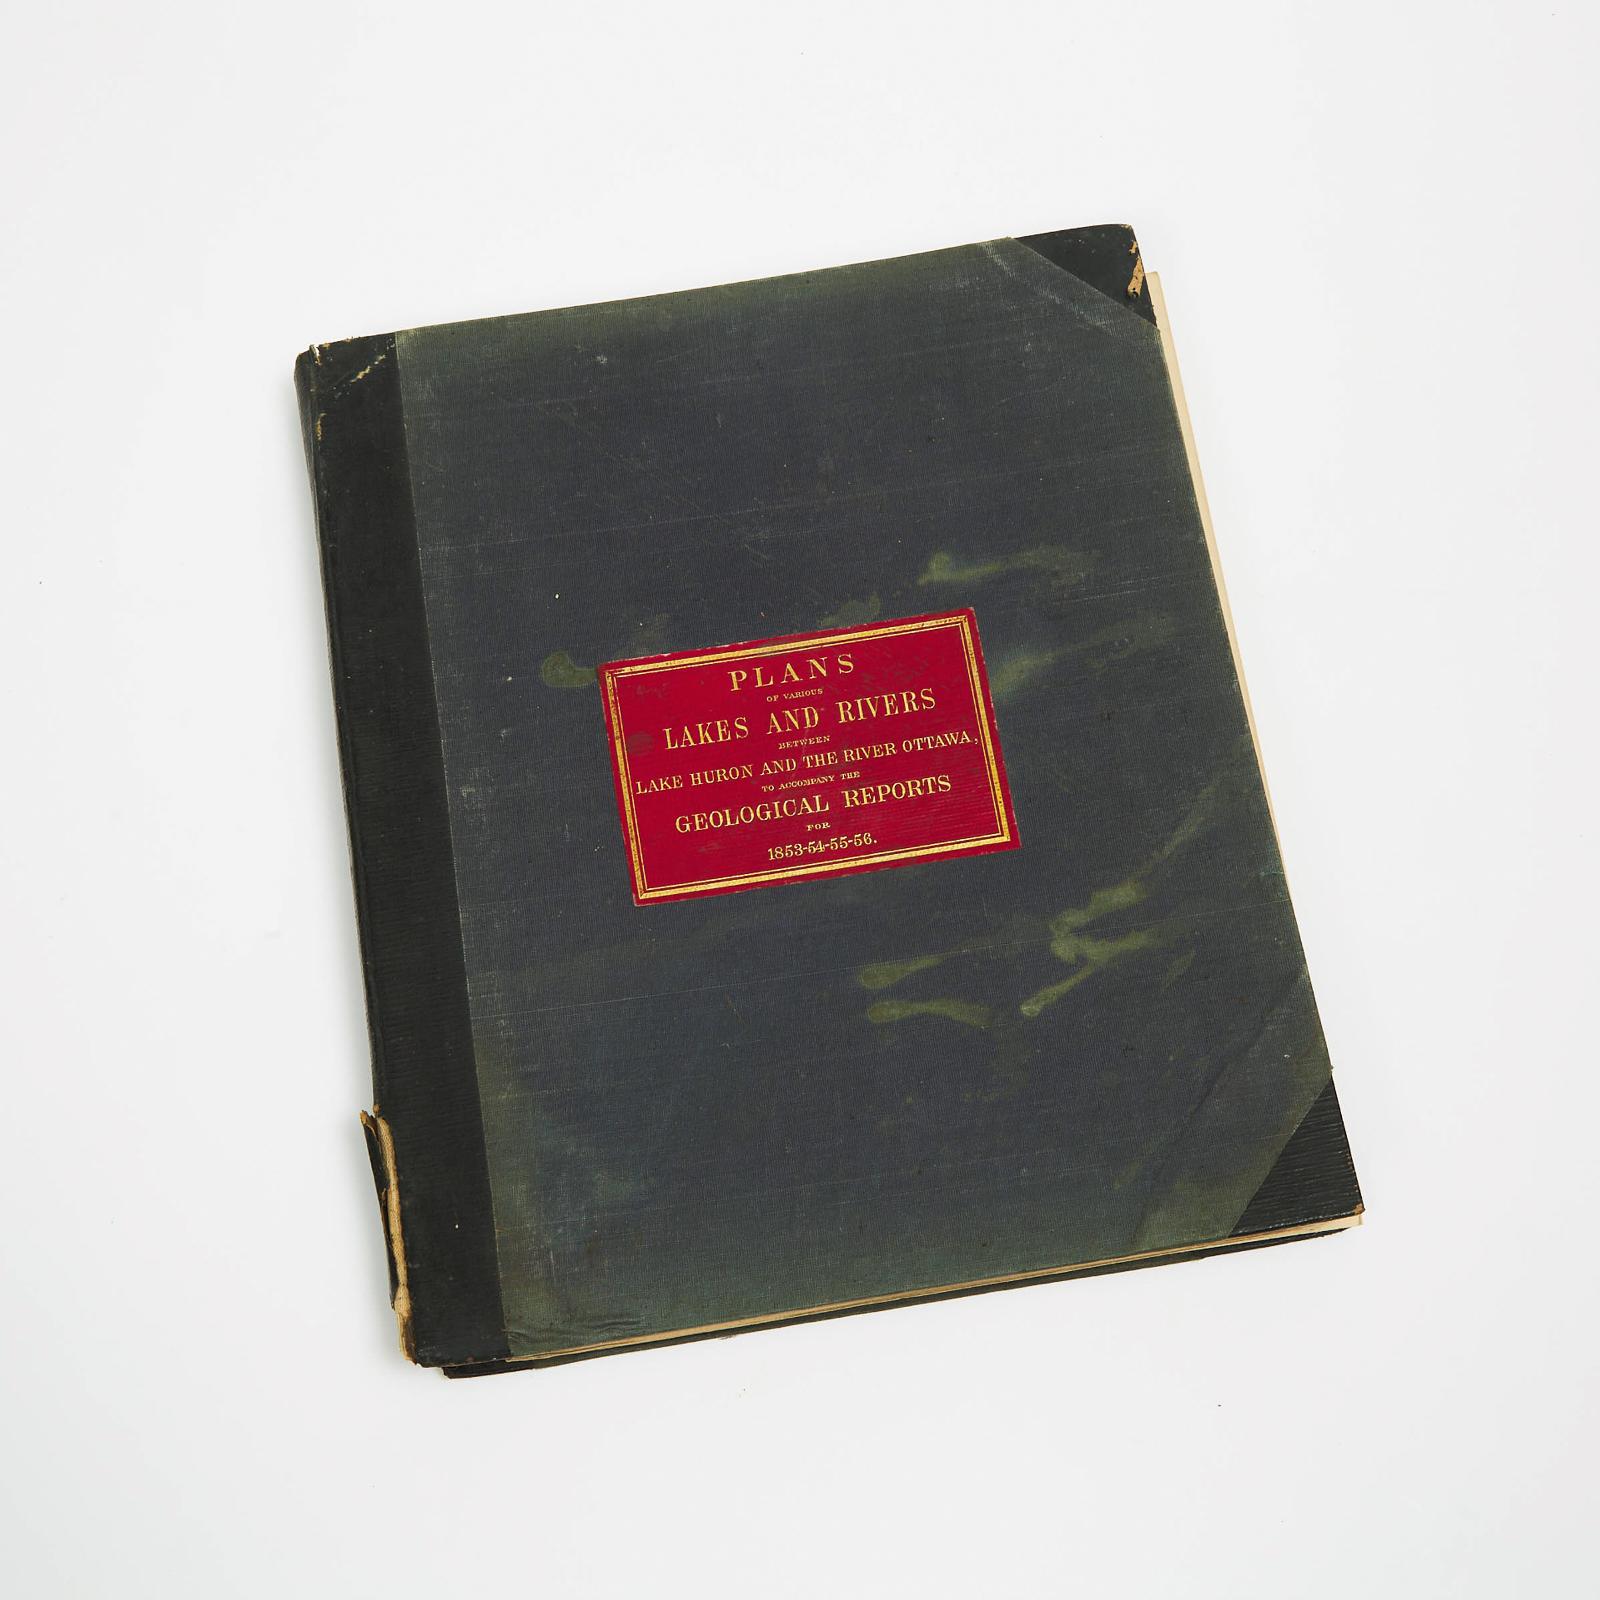 PLANS
OF VARIOUS
LAKES AND RIVERS
BETWEEN
LAKE HURON AND THE RIVER OTTAWA,
TO ACCOMPANY THE
GEOLOGICAL REPORTS
FOR
1853-54-55-56.